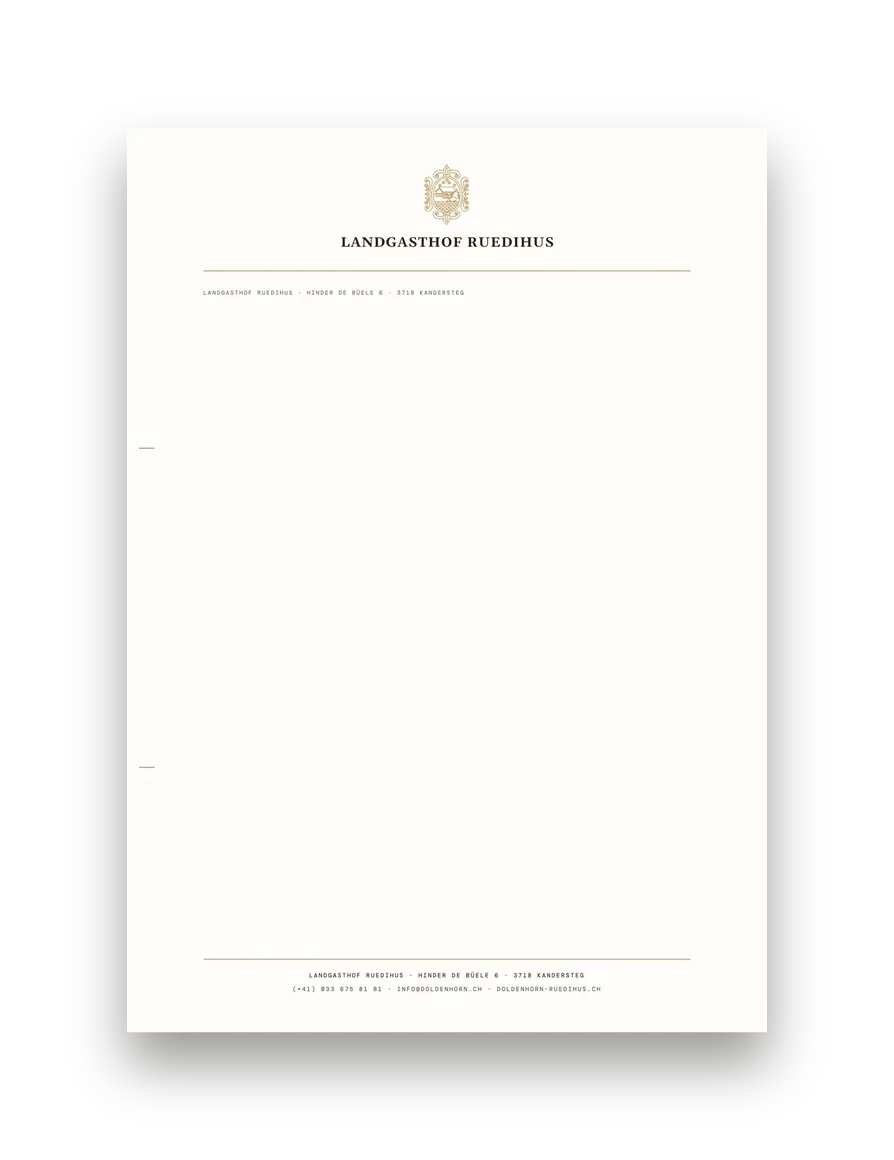 LANDGASTHOF RUEDIHUS
LANDGASTHOF RUEDIHUS · HINDER DE BÜELE 6 · 3718 KANDERSTEG
LANDGASTHOF RUEDIHUS · HINDER DE BÜELE 6 · 3718 KANDERSTEG
(+41) 033 675 81 81 · INFO@DOLDENHORN.CH · DOLDENHORN-RUEDIHUS.CH